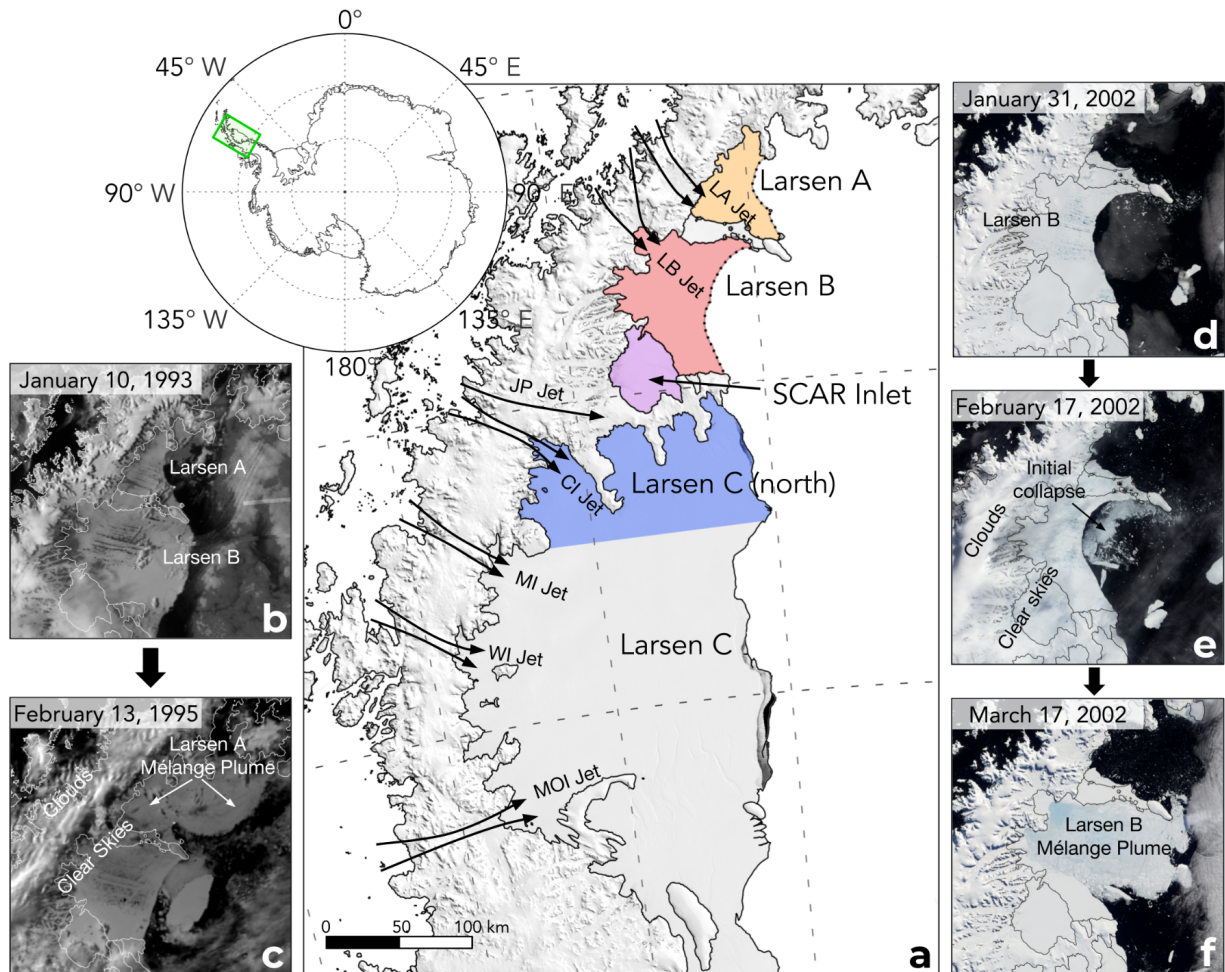 0°
45° W
45° E
90° W
90° E
135° W
135° E
180°
LA Jet
Larsen A
LB Jet
Larsen B
SCAR Inlet
JP Jet
CI Jet
Larsen C (north)
MI Jet
WI Jet
Larsen C
MOI Jet
0
50
100 km
a
January 10, 1993
Larsen A
Larsen B
b
February 13, 1995
Larsen A
Mélange Plume
Clouds
Clear Skies
c
January 31, 2002
Larsen B
d
February 17, 2002
Initial
collapse
Clouds
Clear skies
e
March 17, 2002
Larsen B
Mélange Plume
f